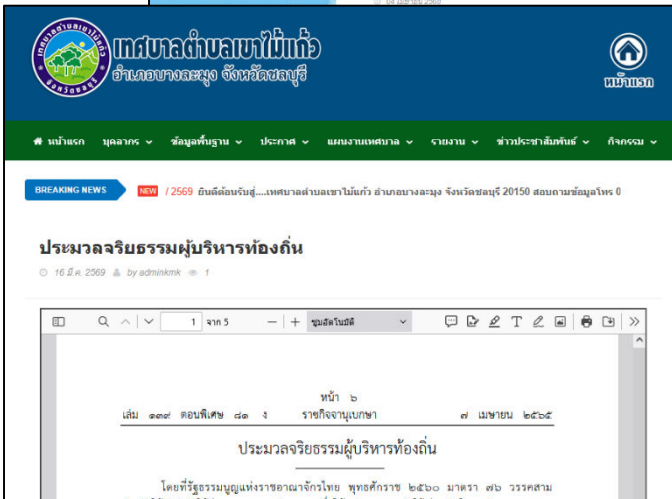 04 เมษายน 2569
เทศบาลตำบลเขาไม้แก้ว
อำเภอบางละมุง จังหวัดชลบุรี
หน้าแรก
หน้าแรก บุคลากร ข้อมูลพื้นฐาน ประกาศ แผนงานเทศบาล รายงาน ข่าวประชาสัมพันธ์ กิจกรรม
BREAKING NEWS NEW / 2569 ยินดีต้อนรับสู่....เทศบาลตำบลเขาไม้แก้ว อำเภอบางละมุง จังหวัดชลบุรี 20150 สอบถามข้อมูลโทร 0
ประมวลจริยธรรมผู้บริหารท้องถิ่น
16 มี.ค. 2569 by adminkmk 1
1 จาก 5 ซูมอัตโนมัติ
หน้า ๖
เล่ม ๑๓๙ ตอนพิเศษ ๘๑ ง ราชกิจจานุเบกษา ๗ เมษายน ๒๕๖๕
ประมวลจริยธรรมผู้บริหารท้องถิ่น
โดยที่รัฐธรรมนูญแห่งราชอาณาจักรไทย พุทธศักราช ๒๕๖๐ มาตรา ๗๖ วรรคสาม